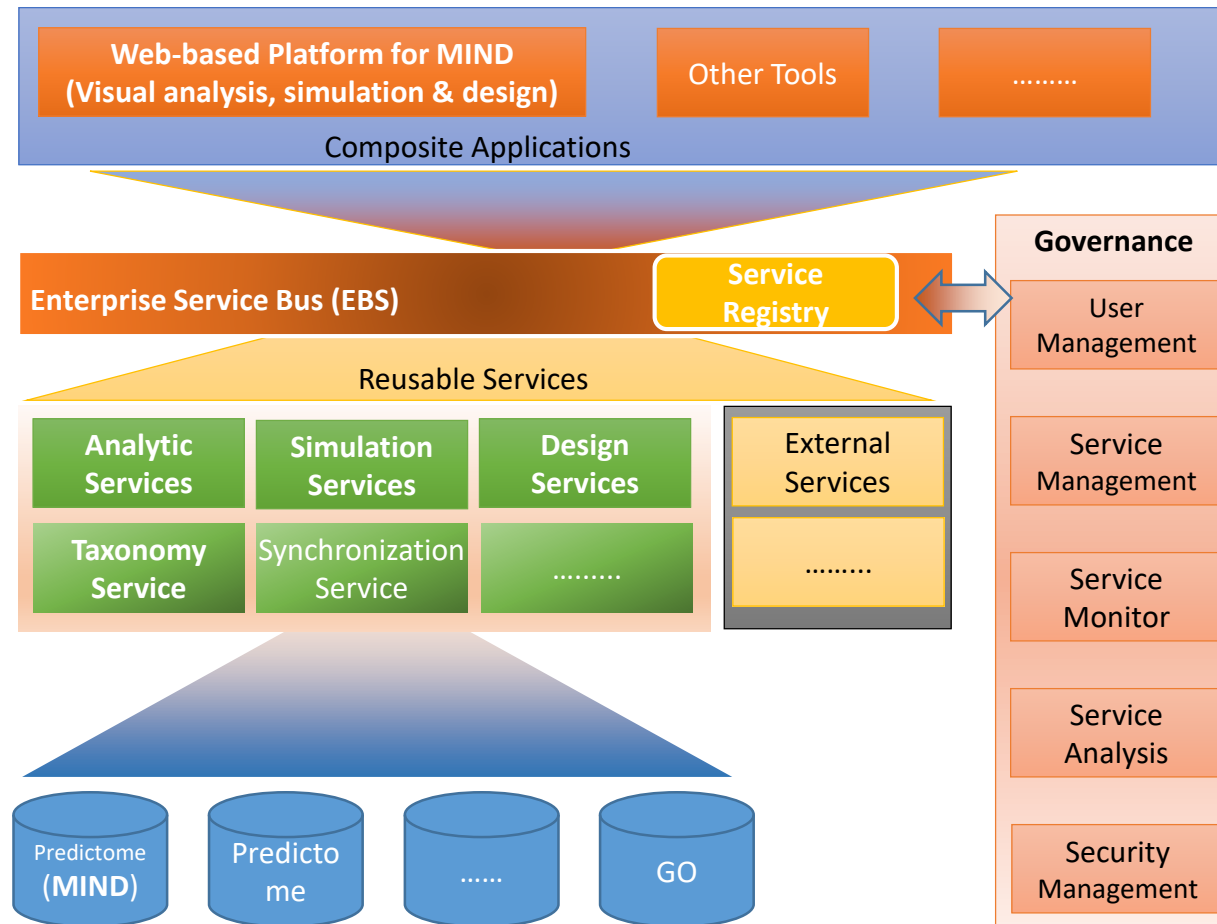 Web-based Platform for MIND
(Visual analysis, simulation & design)
Other Tools
………
Composite Applications
Enterprise Service Bus (EBS)
Service
Registry
Reusable Services
Analytic
Services
Simulation
Services
Design
Services
Taxonomy
Service
Synchronization
Service
………
External
Services
………
Governance
User
Management
Service
Management
Service
Monitor
Service
Analysis
Security
Management
Predictome
(MIND)
Predicto
me
……
GO